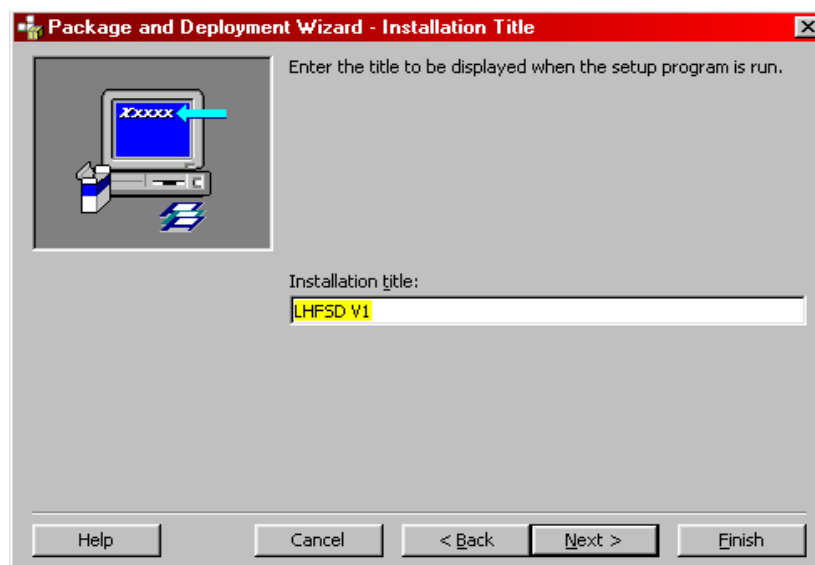 Package and Deployment Wizard - Installation Title
Enter the title to be displayed when the setup program is run.
xxxxx
Installation title:
LHFSD V1
Help
Cancel
< Back
Next >
Finish